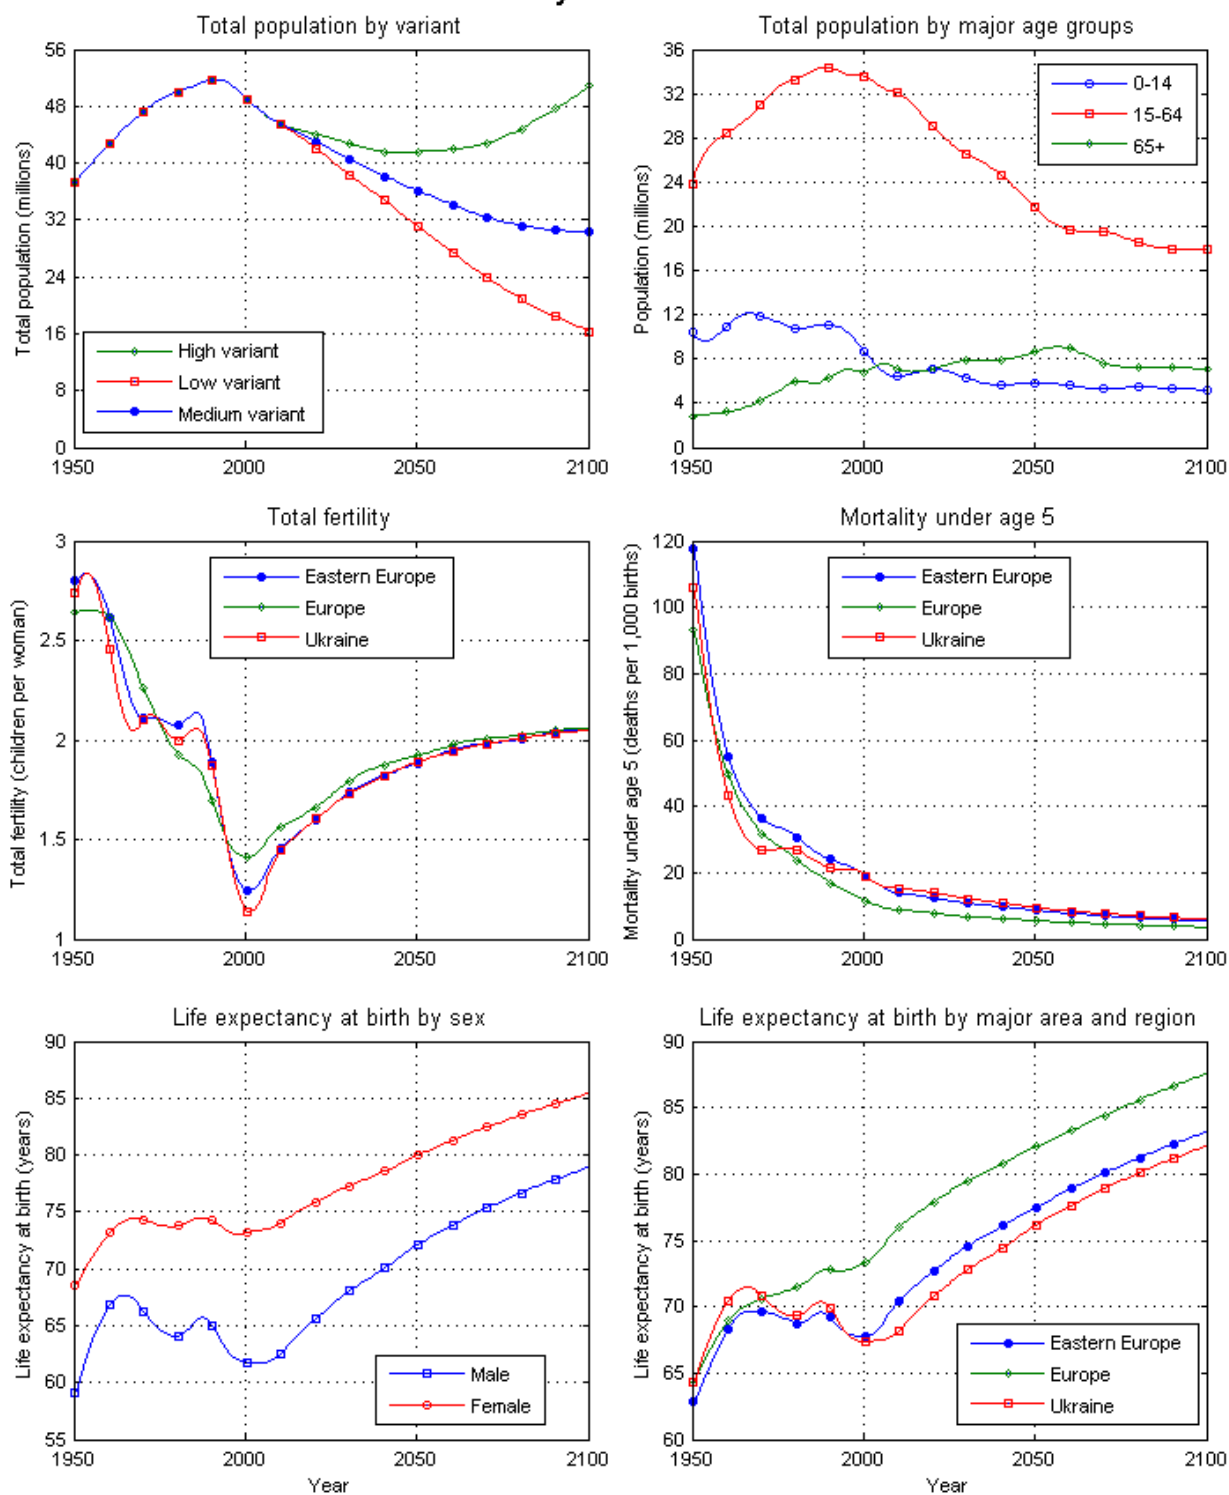 Total population by variant
Total population (millions)
56
48
40
32
24
16
8
0
High variant
Low variant
Medium variant
1950
2000
2050
2100
Total population by major age groups
Population (millions)
36
32
28
24
20
16
12
8
4
0
0-14
15-64
65+
1950
2000
2050
2100
Total fertility
Total fertility (children per woman)
3
2.5
2
1.5
1
Eastern Europe
Europe
Ukraine
1950
2000
2050
2100
Mortality under age 5
Mortality under age 5 (deaths per 1,000 births)
120
100
80
60
40
20
0
Eastern Europe
Europe
Ukraine
1950
2000
2050
2100
Life expectancy at birth by sex
Life expectancy at birth (years)
90
85
80
75
70
65
60
55
Male
Female
1950
2000
2050
2100
Year
Life expectancy at birth by major area and region
Life expectancy at birth (years)
90
85
80
75
70
65
60
Eastern Europe
Europe
Ukraine
1950
2000
2050
2100
Year